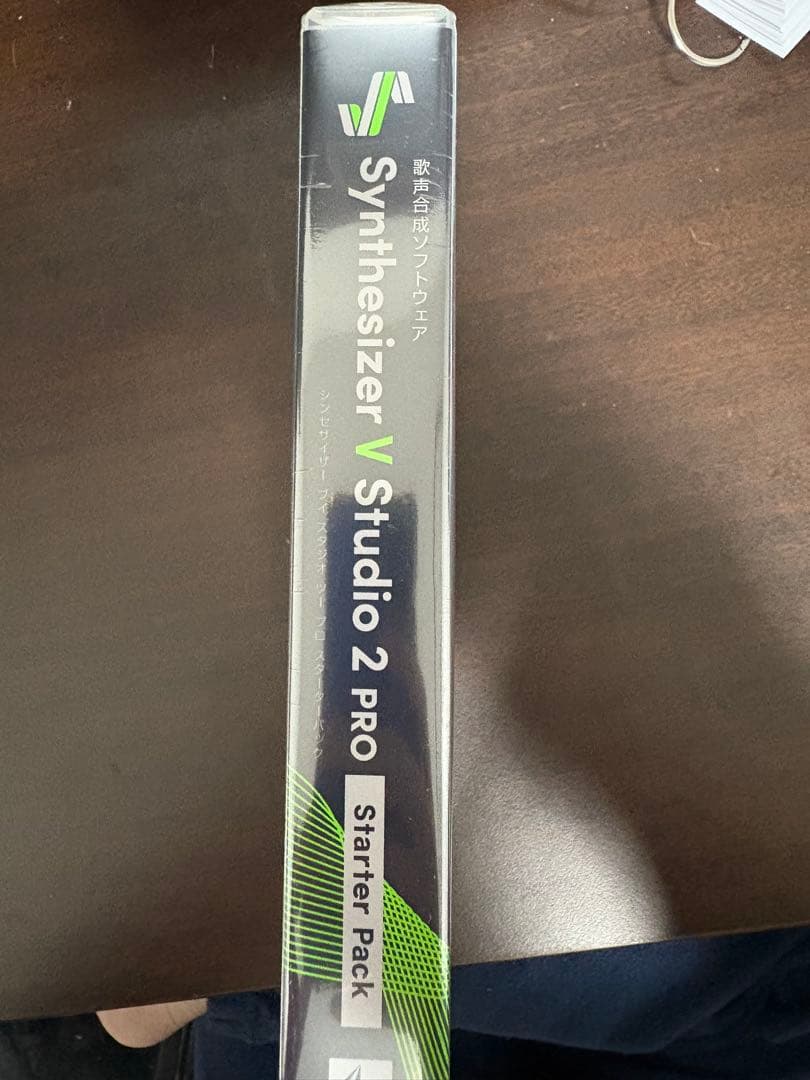 歌声合成ソフトウェア
Synthesizer V Studio 2 PRO
シンセサイザー ブイ スタジオ ツー プロ スターターパック
Starter Pack